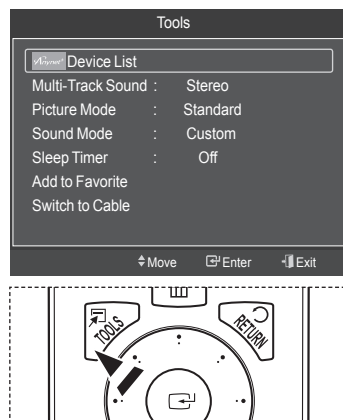 Tools
Anynet+ Device List
Multi-Track Sound : Stereo
Picture Mode : Standard
Sound Mode : Custom
Sleep Timer : Off
Add to Favorite
Switch to Cable
Move Enter Exit
TOOLS RETURN